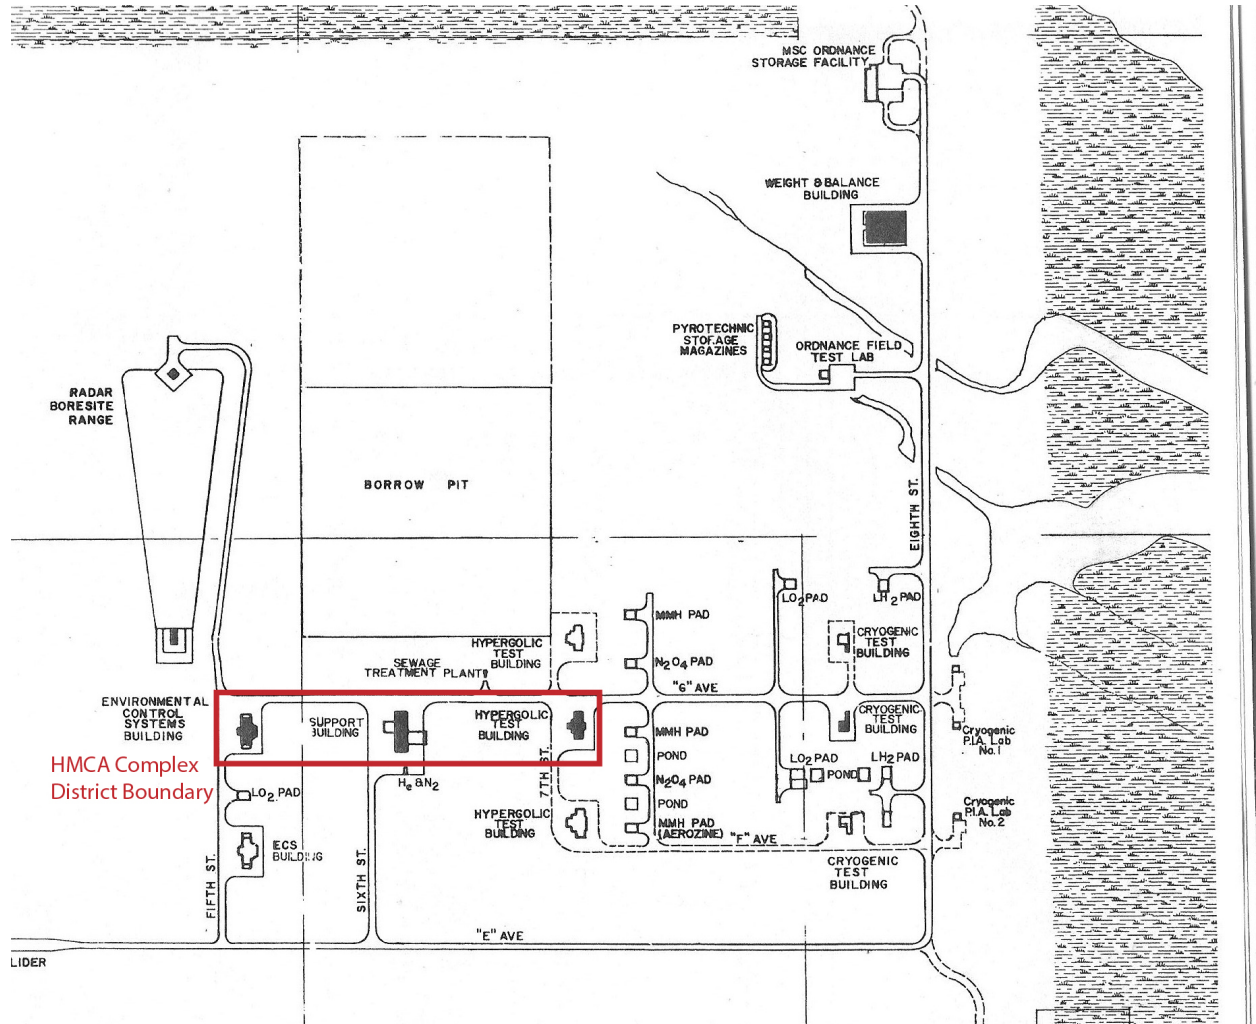 MSC ORDNANCE
STORAGE FACILITY
WEIGHT & BALANCE
BUILDING
PYROTECHNIC
STORAGE
MAGAZINES
ORDNANCE FIELD
TEST LAB
RADAR
BORESITE
RANGE
BORROW PIT
EIGHTH ST.
LO2 PAD
LH2 PAD
MMH PAD
HYPERGOLIC
TEST
BUILDING
CRYOGENIC
TEST
BUILDING
SEWAGE
TREATMENT PLANT
N2O4 PAD
"G" AVE
ENVIRONMENTAL
CONTROL
SYSTEMS
BUILDING
SUPPORT
BUILDING
HYPERGOLIC
TEST
BUILDING
MMH PAD
CRYOGENIC
TEST
BUILDING
Cryogenic
P.I.A. Lab
No. 1
HMCA Complex
District Boundary
7TH ST.
POND
LO2 PAD
LH2 PAD
He & N2
N2O4 PAD
POND
LO2 PAD
POND
HYPERGOLIC
TEST
BUILDING
MMH PAD
(AEROZINE)
"F" AVE
Cryogenic
P.I.A. Lab
No. 2
ECS
BUILDING
FIFTH ST.
SIXTH ST.
CRYOGENIC
TEST
BUILDING
"E" AVE
LIDER